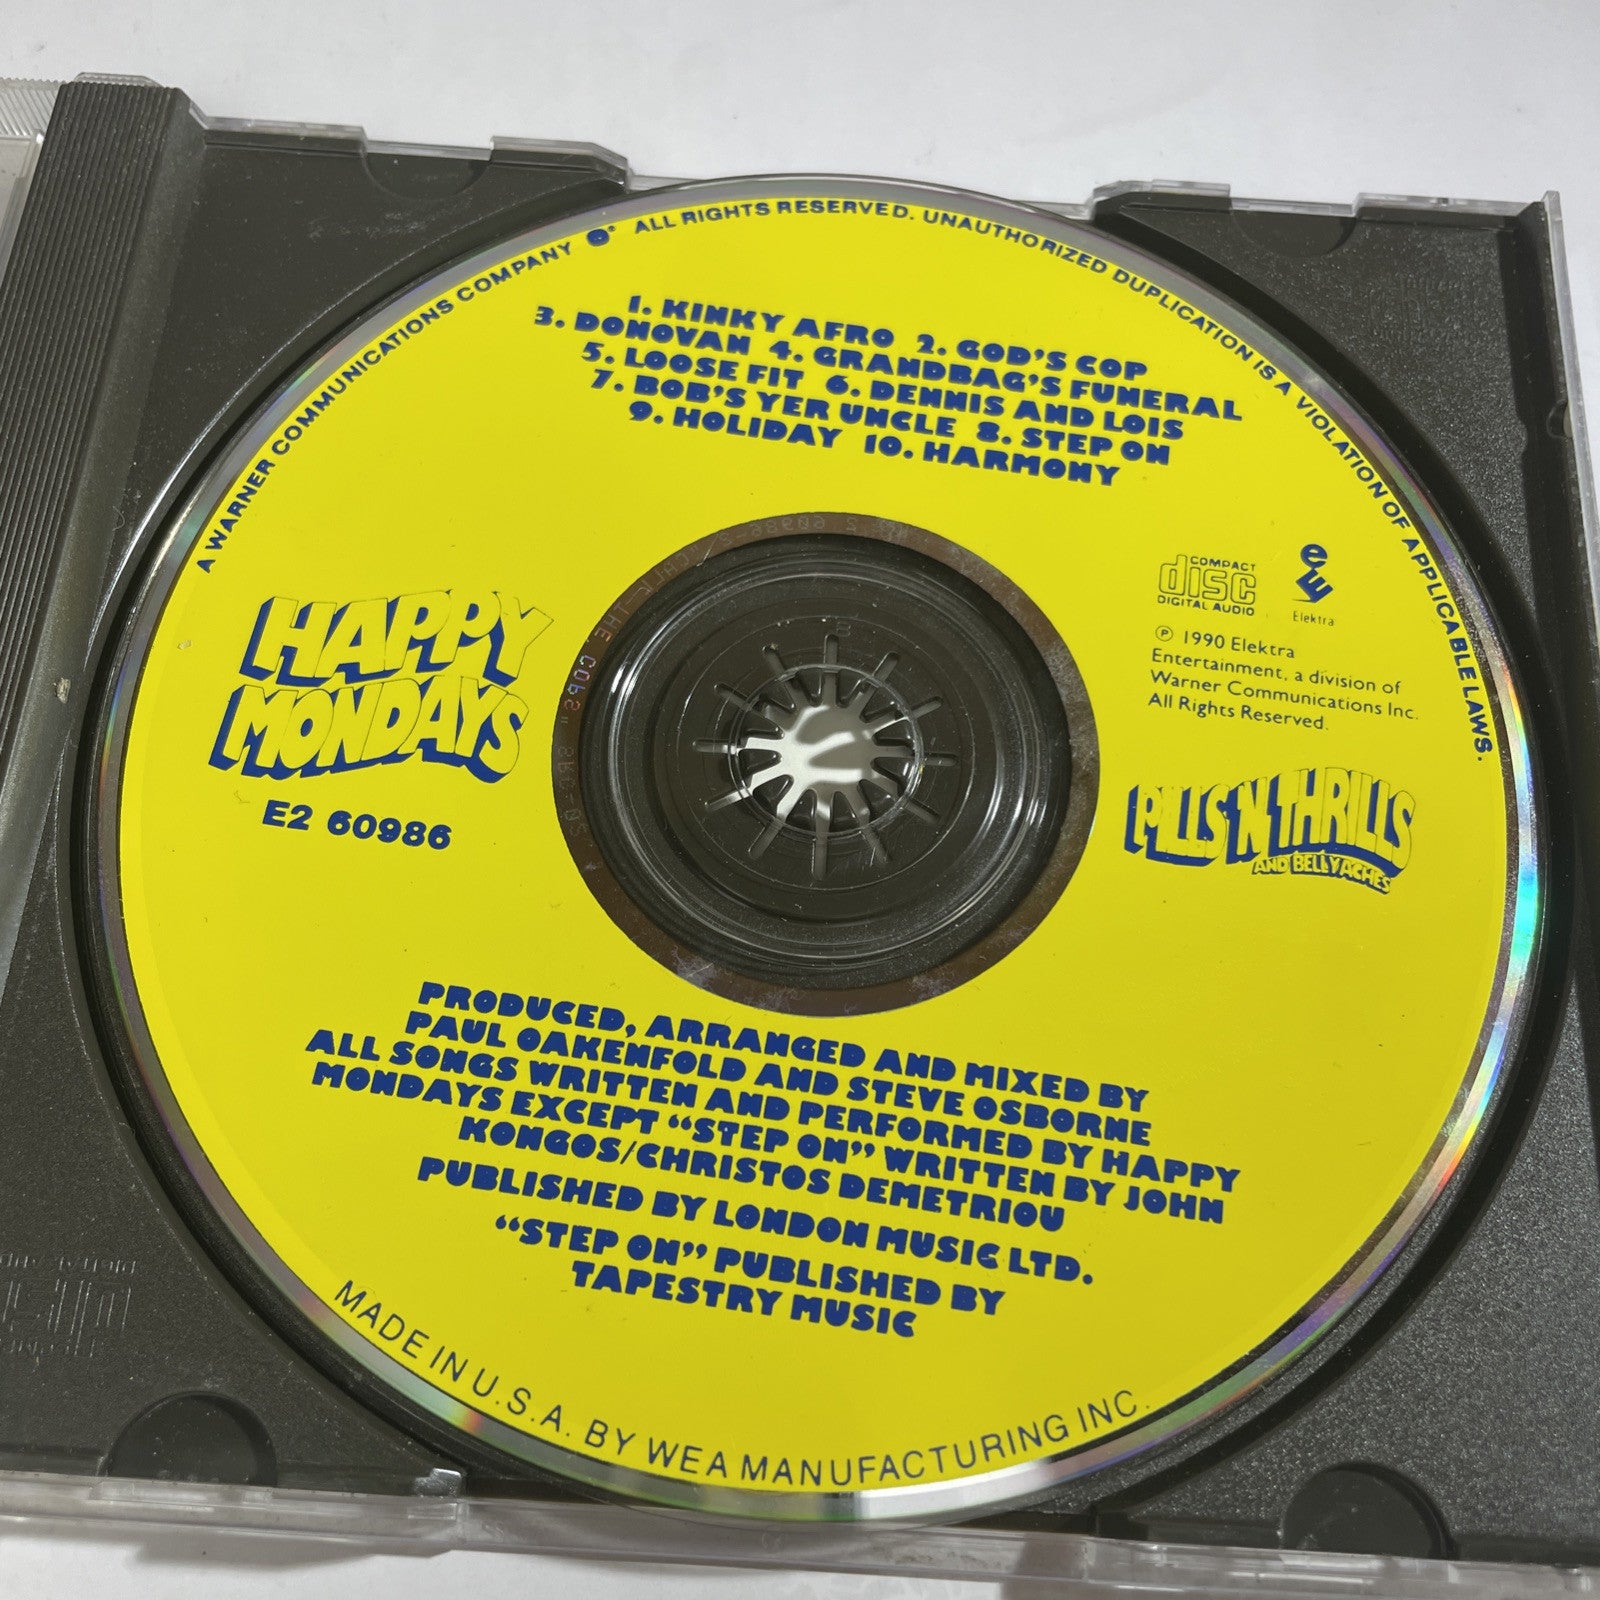 A WARNER COMMUNICATIONS COMPANY ALL RIGHTS RESERVED. UNAUTHORIZED DUPLICATION IS A VIOLATION OF APPLICABLE LAWS.
1. KINKY AFRO 2. GOD'S COP
3. DONOVAN 4. GRANDBAG'S FUNERAL
5. LOOSE FIT 6. DENNIS AND LOIS
7. BOB'S YER UNCLE 8. STEP ON
9. HOLIDAY 10. HARMONY
COMPACT
disc
DIGITAL AUDIO
Elektra
℗ 1990 Elektra
Entertainment, a division of
Warner Communications Inc.
All Rights Reserved.
HAPPY
MONDAYS
E2 60986
PILLS 'N' THRILLS
AND BELLYACHES
PRODUCED, ARRANGED AND MIXED BY
PAUL OAKENFOLD AND STEVE OSBORNE
ALL SONGS WRITTEN AND PERFORMED BY HAPPY
MONDAYS EXCEPT "STEP ON" WRITTEN BY JOHN
KONGOS/CHRISTOS DEMETRIOU
PUBLISHED BY LONDON MUSIC LTD.
"STEP ON" PUBLISHED BY
TAPESTRY MUSIC
MADE IN U.S.A. BY WEA MANUFACTURING INC.